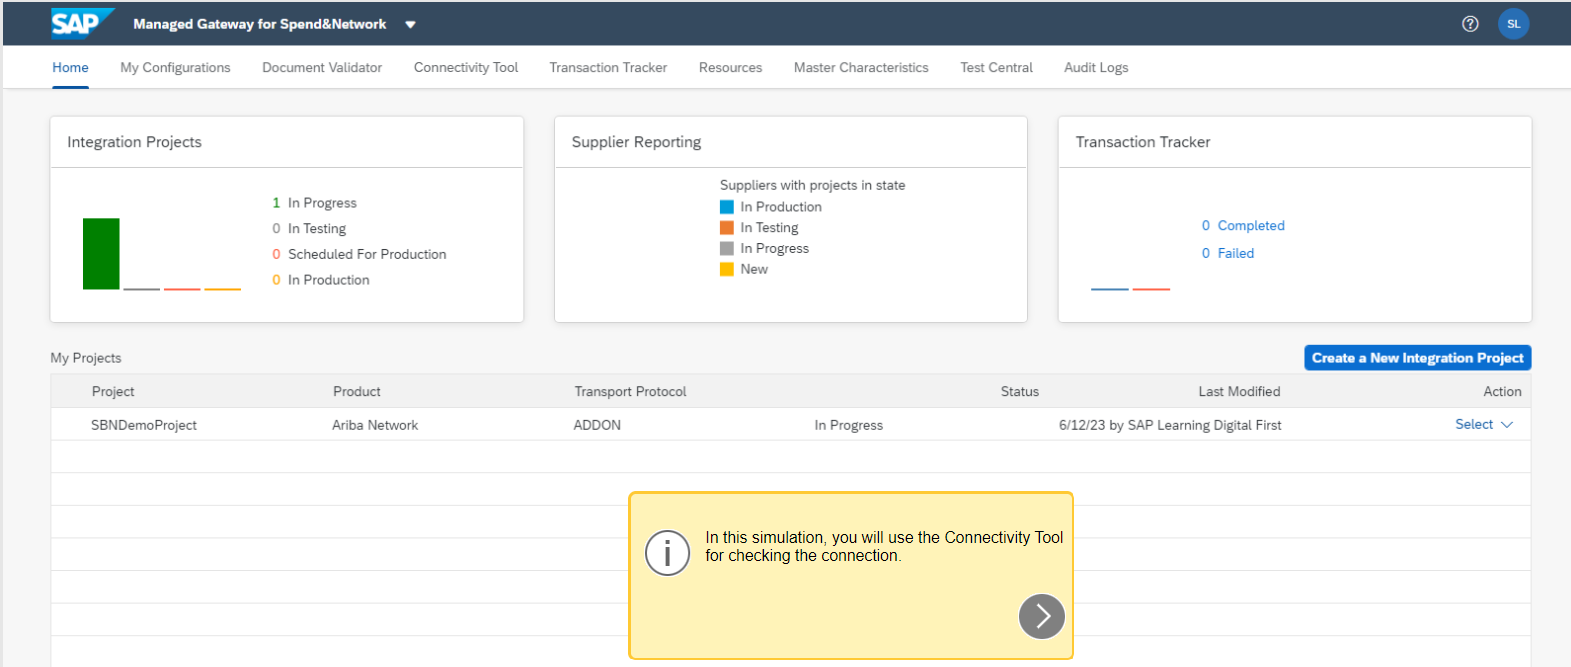 SAP Managed Gateway for Spend&Network SL
Home My Configurations Document Validator Connectivity Tool Transaction Tracker Resources Master Characteristics Test Central Audit Logs
Integration Projects
1 In Progress
0 In Testing
0 Scheduled For Production
0 In Production
Supplier Reporting
Suppliers with projects in state
In Production
In Testing
In Progress
New
Transaction Tracker
0 Completed
0 Failed
My Projects Create a New Integration Project
Project Product Transport Protocol Status Last Modified Action
SBNDemoProject Ariba Network ADDON In Progress 6/12/23 by SAP Learning Digital First Select
In this simulation, you will use the Connectivity Tool
for checking the connection.